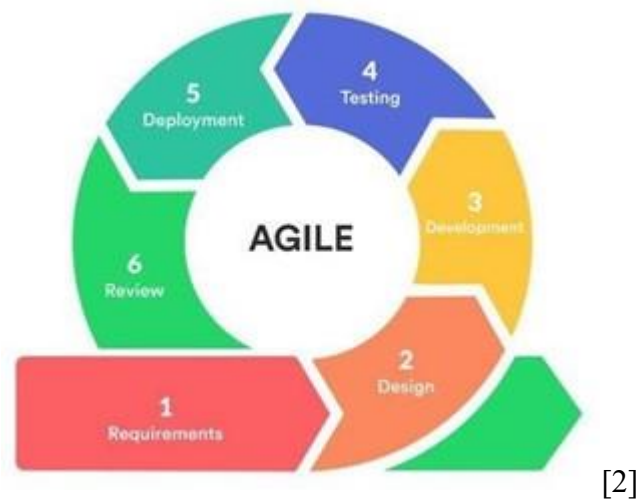 1
Requirements
2
Design
3
Development
4
Testing
5
Deployment
6
Review
AGILE
[2]